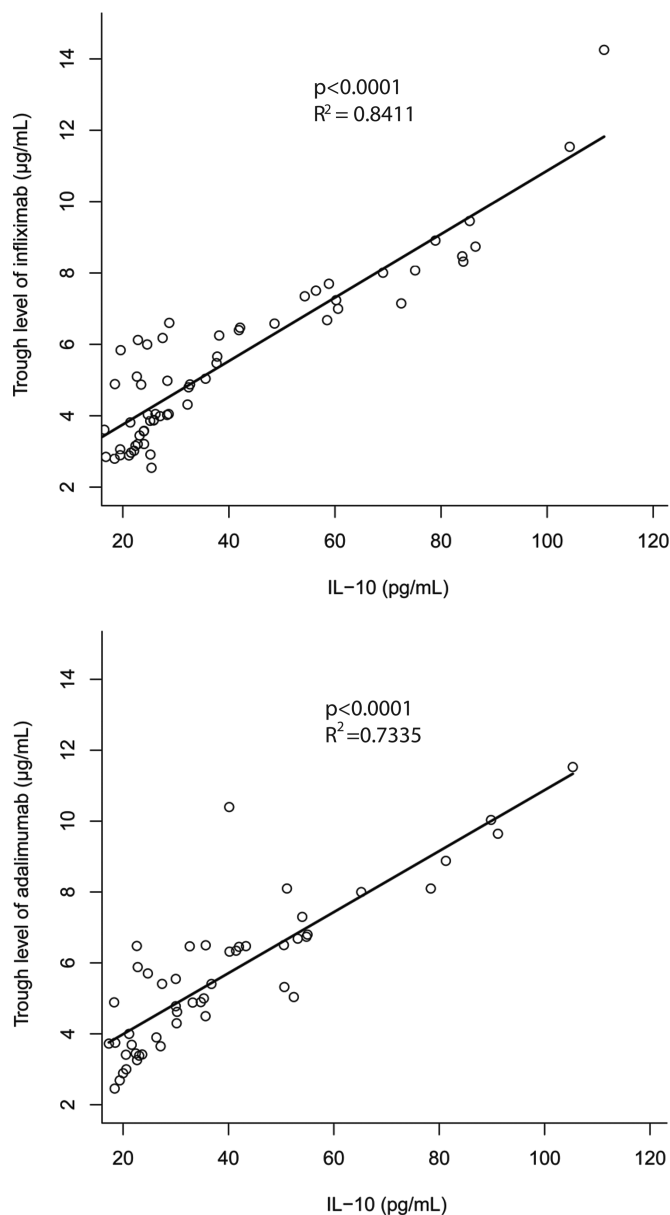 14
12
10
8
6
4
2
Trough level of infliximab (µg/mL)
p<0.0001
R² = 0.8411
20 40 60 80 100 120
IL−10 (pg/mL)
14
12
10
8
6
4
2
Trough level of adalimumab (µg/mL)
p<0.0001
R²=0.7335
20 40 60 80 100 120
IL−10 (pg/mL)